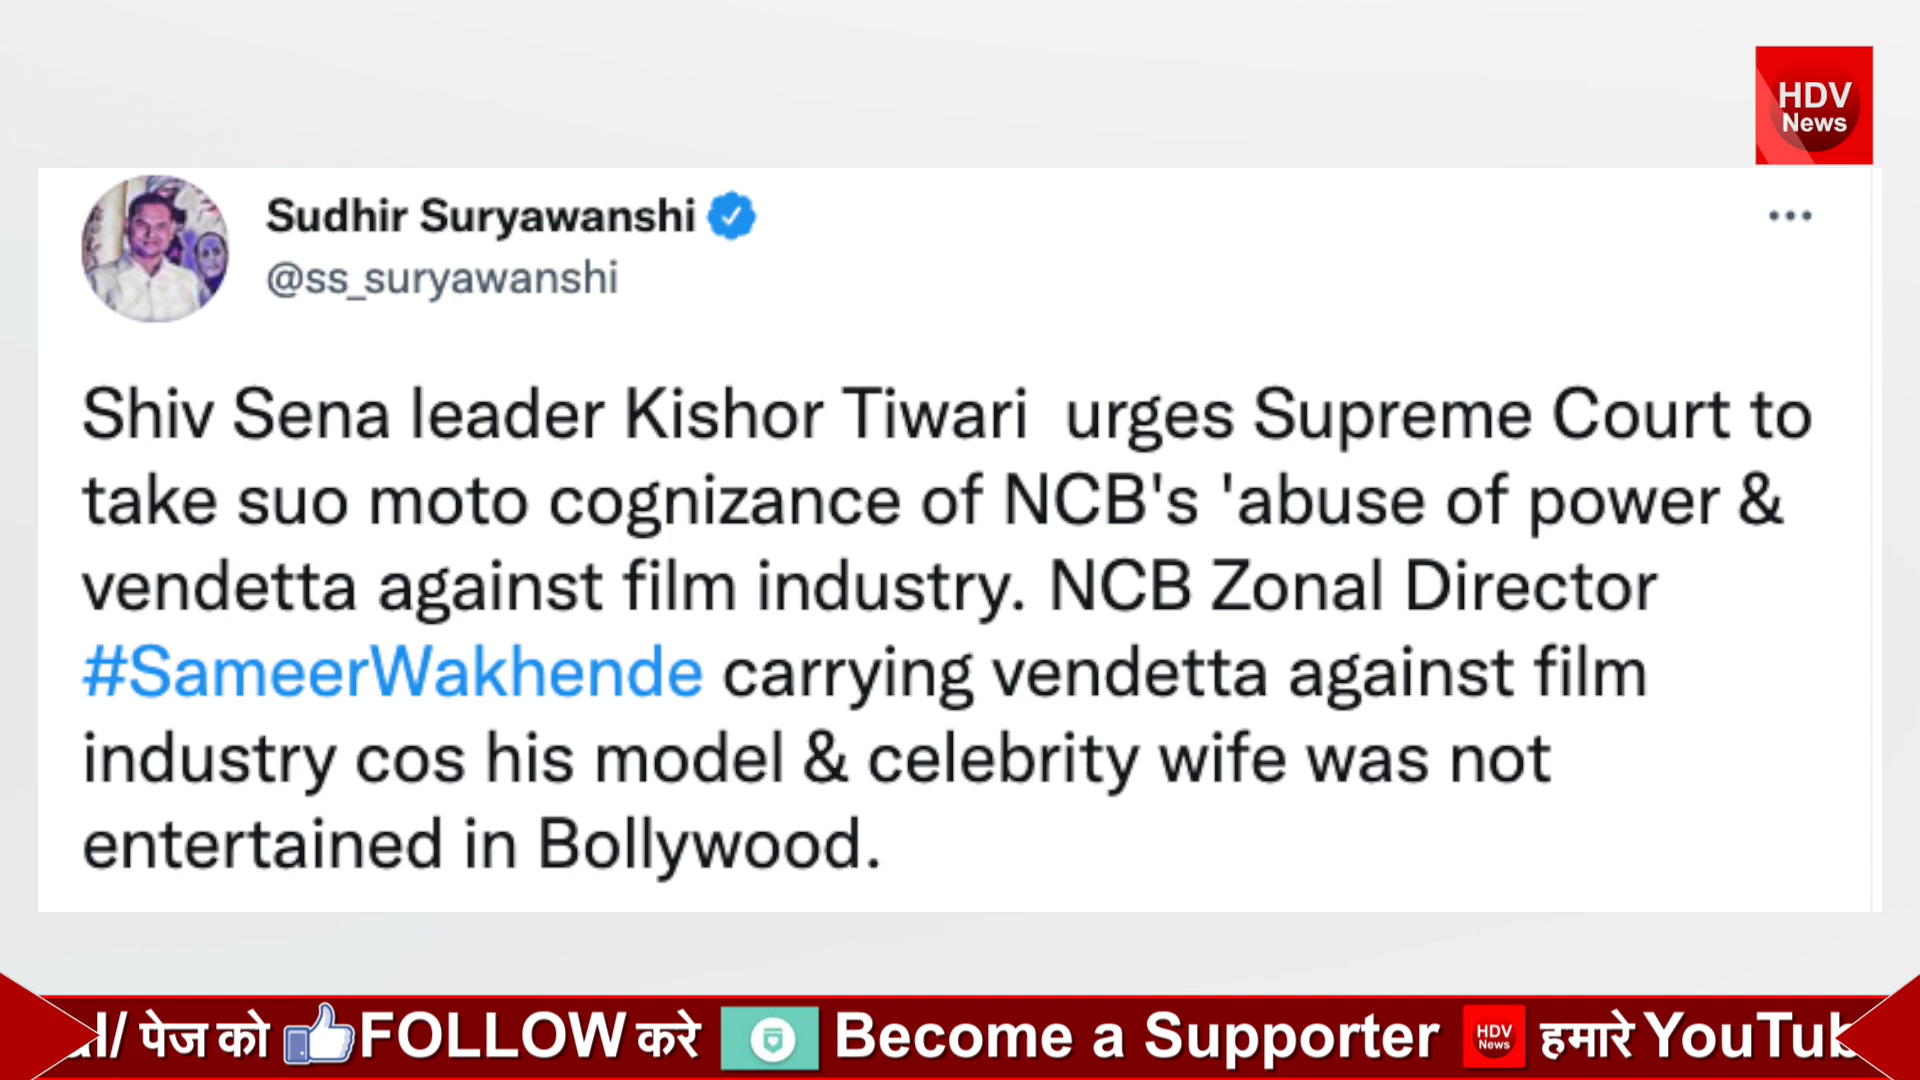 HDV
News
Sudhir Suryawanshi
@ss_suryawanshi
Shiv Sena leader Kishor Tiwari urges Supreme Court to
take suo moto cognizance of NCB's 'abuse of power &
vendetta against film industry. NCB Zonal Director
#SameerWakhende carrying vendetta against film
industry cos his model & celebrity wife was not
entertained in Bollywood.
l/ पेज को FOLLOW करे Become a Supporter HDV News हमारे YouTub